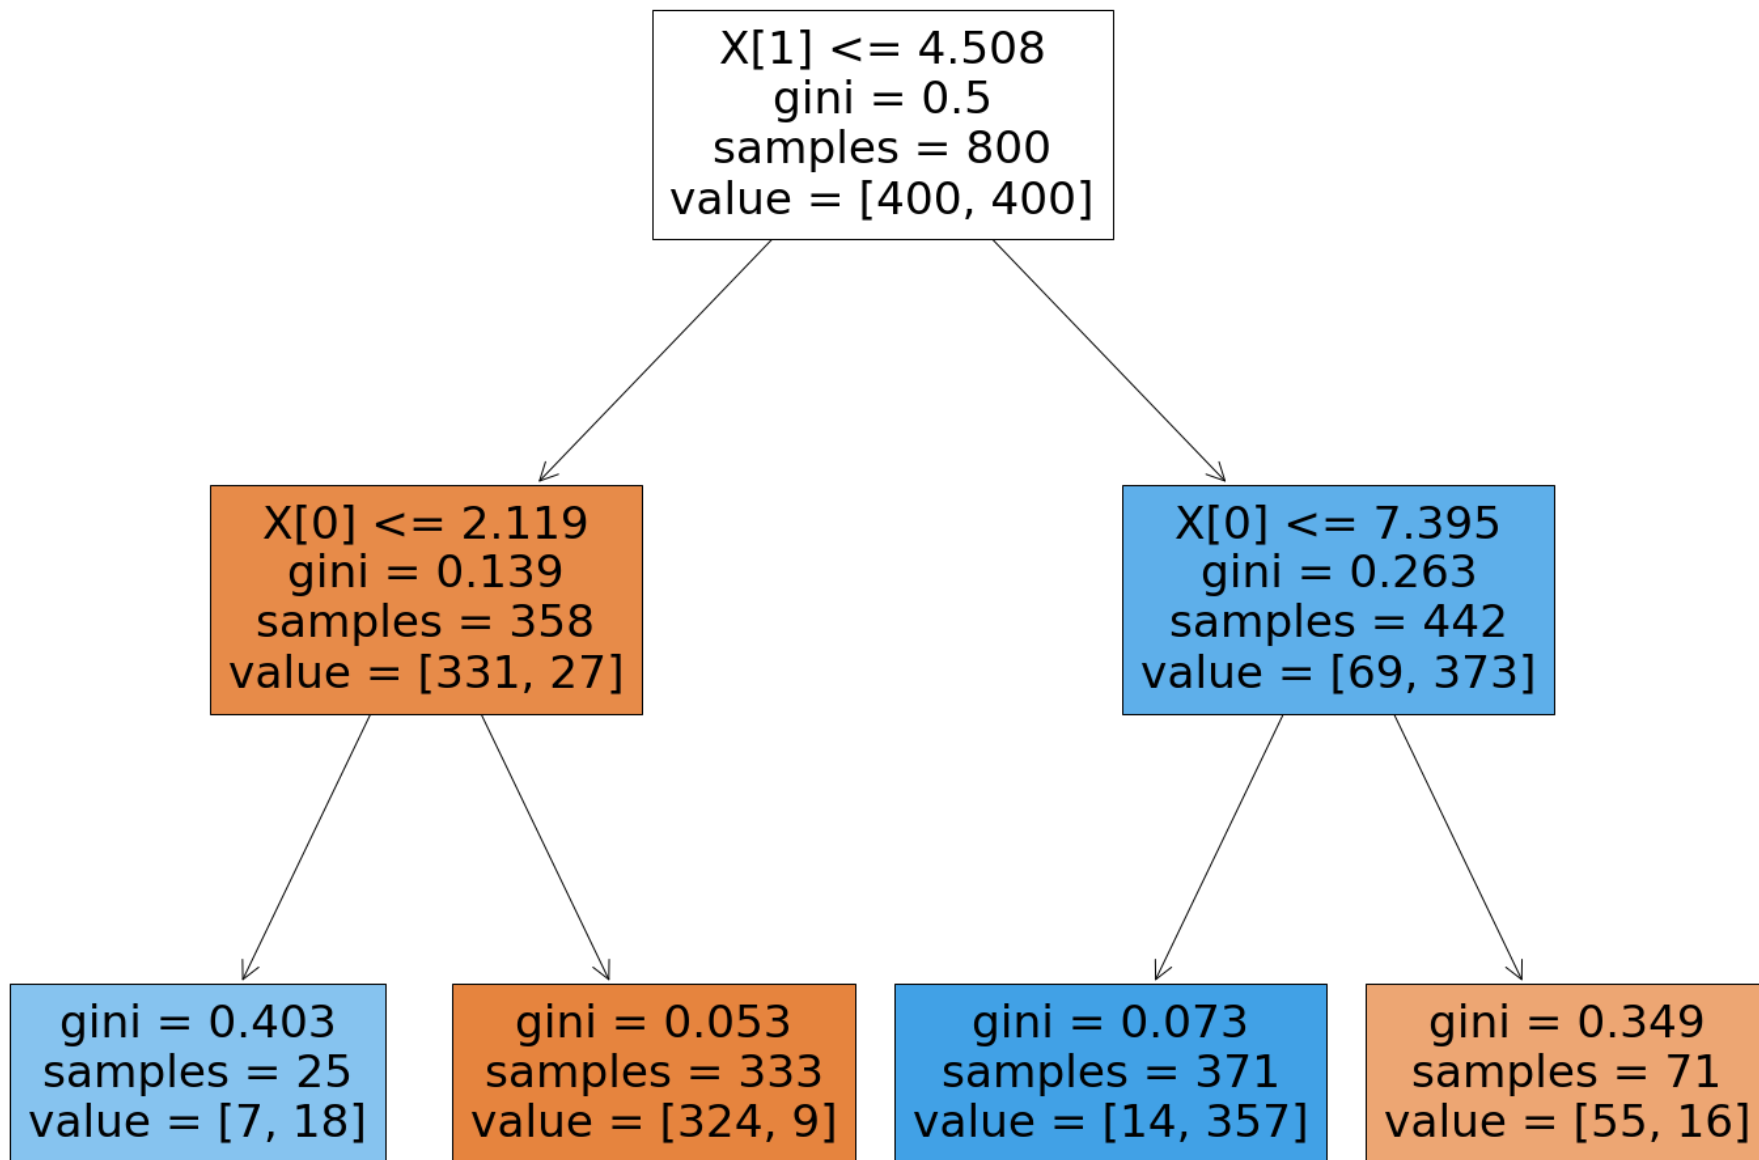 X[1] <= 4.508
gini = 0.5
samples = 800
value = [400, 400]
X[0] <= 2.119
gini = 0.139
samples = 358
value = [331, 27]
X[0] <= 7.395
gini = 0.263
samples = 442
value = [69, 373]
gini = 0.403
samples = 25
value = [7, 18]
gini = 0.053
samples = 333
value = [324, 9]
gini = 0.073
samples = 371
value = [14, 357]
gini = 0.349
samples = 71
value = [55, 16]